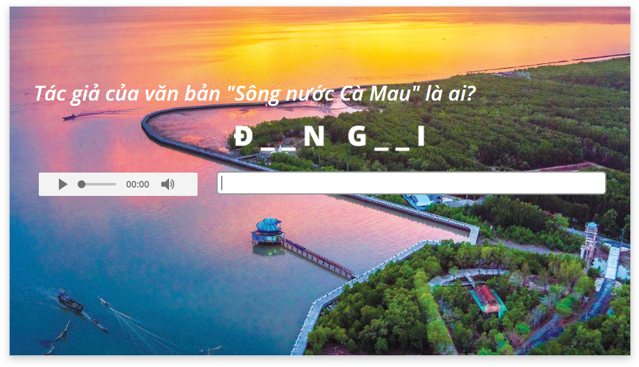 Tác giả của văn bản "Sông nước Cà Mau" là ai?
Đ _ _ N G _ _ I
00:00